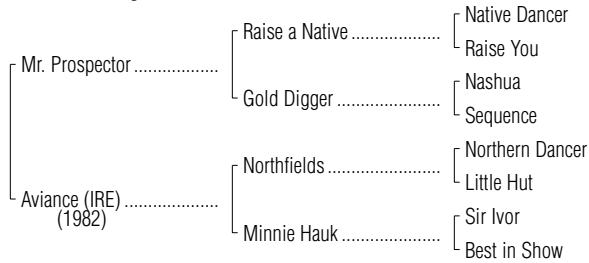 Native Dancer
Raise a Native ...................
Raise You
Mr. Prospector ..................
Nashua
Gold Digger ......................
Sequence
Northern Dancer
Northfields ........................
Little Hut
Aviance (IRE) ....................
(1982)
Sir Ivor
Minnie Hauk .....................
Best in Show